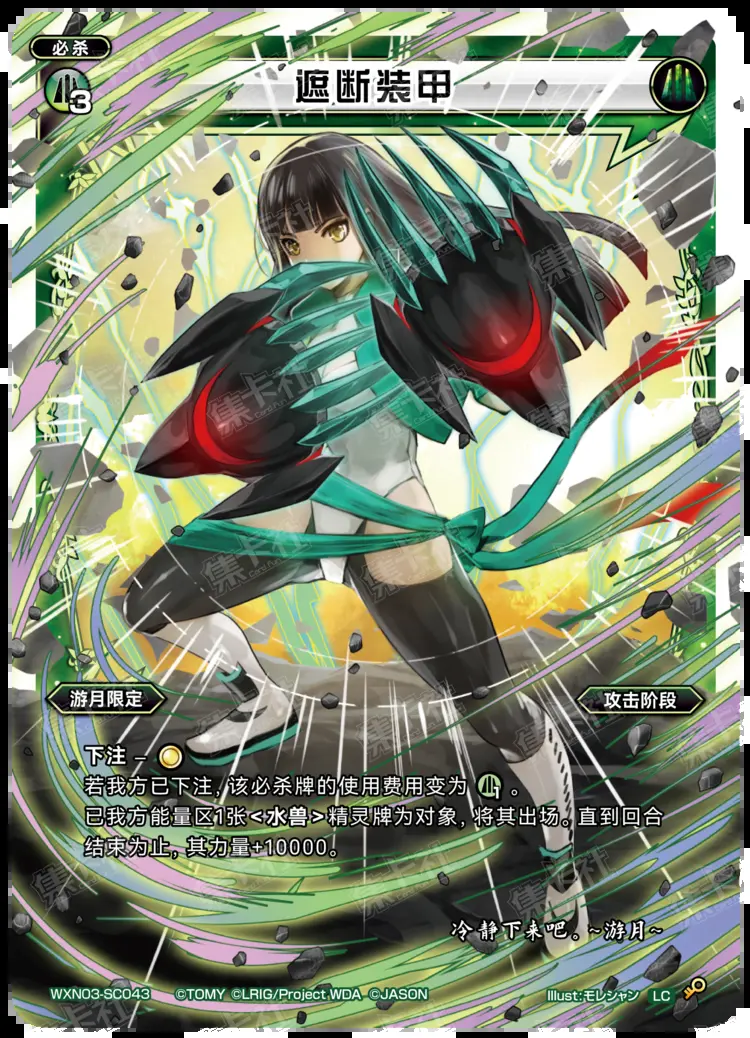 必杀
3
遮断装甲
游月限定
攻击阶段
下注 –
若我方已下注，该必杀牌的使用费用变为 1 。
已我方能量区1张<水兽>精灵牌为对象，将其出场。直到回合
结束为止，其力量+10000。
冷静下来吧。~游月~
WXN03-SC043 ©TOMY ©LRIG/Project WDA ©JASON
Illust:モレシャン LC
集卡社